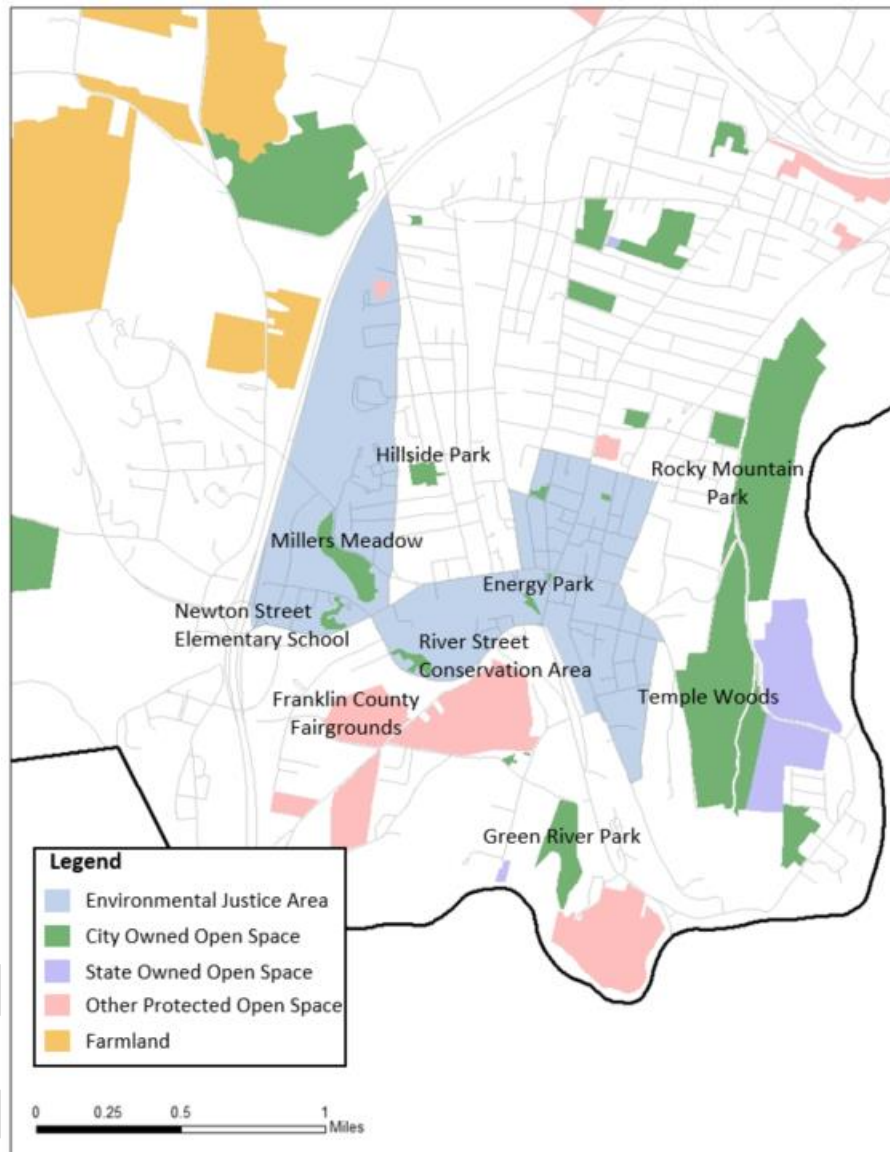 Hillside Park
Rocky Mountain
Park
Millers Meadow
Energy Park
Newton Street
Elementary School
River Street
Conservation Area
Franklin County
Fairgrounds
Temple Woods
Green River Park
Legend
Environmental Justice Area
City Owned Open Space
State Owned Open Space
Other Protected Open Space
Farmland
0 0.25 0.5 1
Miles